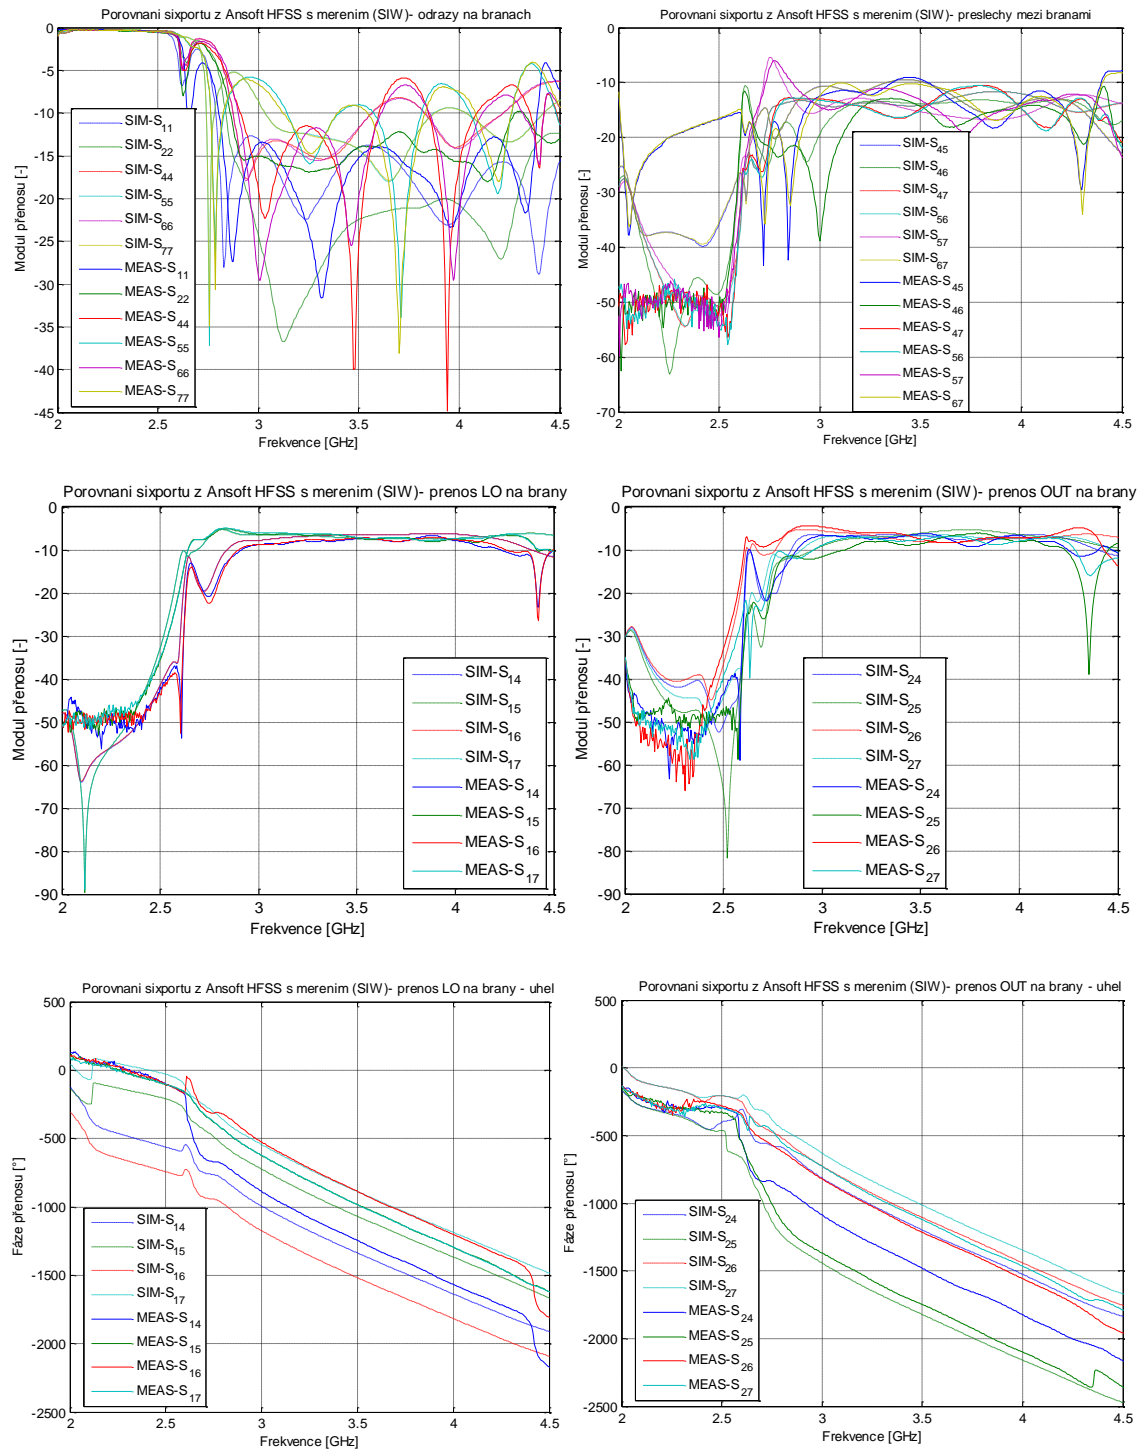 Porovnani sixportu z Ansoft HFSS s merenim (SIW)- odrazy na branach
0
-5
-10
-15
-20
-25
-30
-35
-40
-45
Modul přenosu [-]
SIM-S11
SIM-S22
SIM-S44
SIM-S55
SIM-S66
SIM-S77
MEAS-S11
MEAS-S22
MEAS-S44
MEAS-S55
MEAS-S66
MEAS-S77
2 2.5 3 3.5 4 4.5
Frekvence [GHz]
Porovnani sixportu z Ansoft HFSS s merenim (SIW)- preslechy mezi branami
0
-10
-20
-30
-40
-50
-60
-70
Modul přenosu [-]
SIM-S45
SIM-S46
SIM-S47
SIM-S56
SIM-S57
SIM-S67
MEAS-S45
MEAS-S46
MEAS-S47
MEAS-S56
MEAS-S57
MEAS-S67
2 2.5 3 3.5 4 4.5
Frekvence [GHz]
Porovnani sixportu z Ansoft HFSS s merenim (SIW)- prenos LO na brany
0
-10
-20
-30
-40
-50
-60
-70
-80
-90
Modul přenosu [-]
SIM-S14
SIM-S15
SIM-S16
SIM-S17
MEAS-S14
MEAS-S15
MEAS-S16
MEAS-S17
2 2.5 3 3.5 4 4.5
Frekvence [GHz]
Porovnani sixportu z Ansoft HFSS s merenim (SIW)- prenos OUT na brany
0
-10
-20
-30
-40
-50
-60
-70
-80
-90
Modul přenosu [-]
SIM-S24
SIM-S25
SIM-S26
SIM-S27
MEAS-S24
MEAS-S25
MEAS-S26
MEAS-S27
2 2.5 3 3.5 4 4.5
Frekvence [GHz]
Porovnani sixportu z Ansoft HFSS s merenim (SIW)- prenos LO na brany - uhel
500
0
-500
-1000
-1500
-2000
-2500
Fáze přenosu [°]
SIM-S14
SIM-S15
SIM-S16
SIM-S17
MEAS-S14
MEAS-S15
MEAS-S16
MEAS-S17
2 2.5 3 3.5 4 4.5
Frekvence [GHz]
Porovnani sixportu z Ansoft HFSS s merenim (SIW)- prenos OUT na brany - uhel
500
0
-500
-1000
-1500
-2000
-2500
Fáze přenosu [°]
SIM-S24
SIM-S25
SIM-S26
SIM-S27
MEAS-S24
MEAS-S25
MEAS-S26
MEAS-S27
2 2.5 3 3.5 4 4.5
Frekvence [GHz]